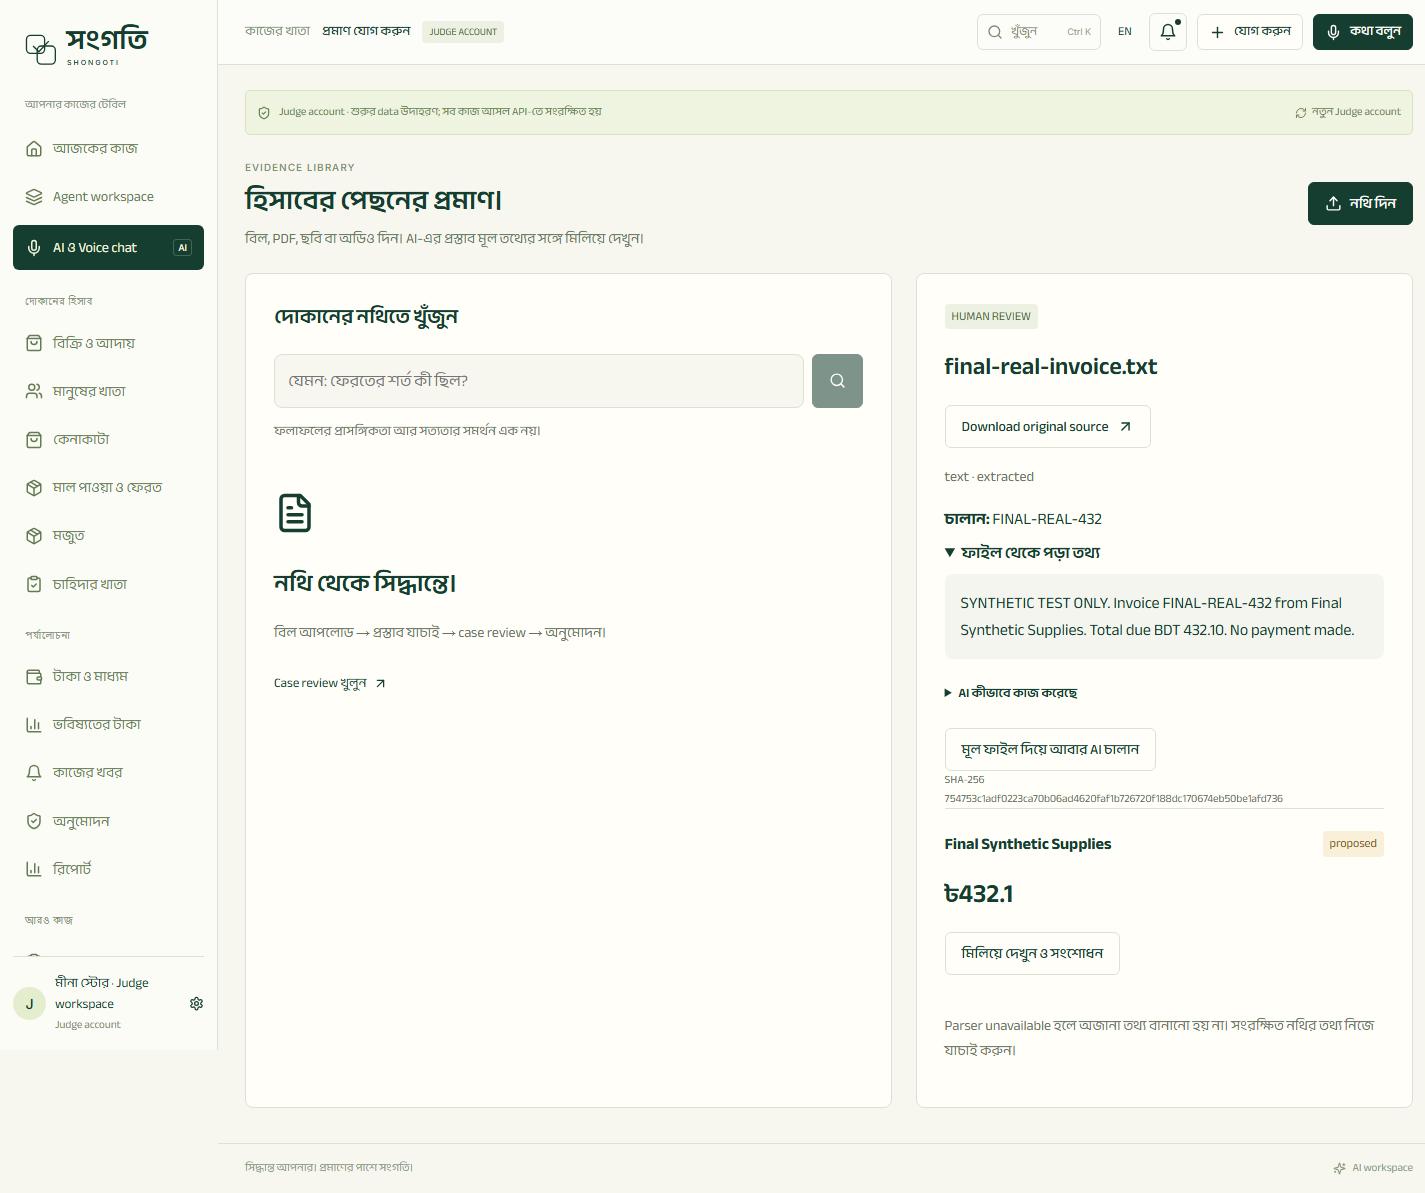 সংগতি
SHONGOTI
আপনার কাজের টেবিল
আজকের কাজ
Agent workspace
AI ও Voice chat
AI
দোকানের হিসাব
বিক্রি ও আদায়
মানুষের খাতা
কেনাকাটা
মাল পাওয়া ও ফেরত
মজুত
চাহিদার খাতা
পর্যালোচনা
টাকা ও মাধ্যম
ভবিষ্যতের টাকা
কাজের খবর
অনুমোদন
রিপোর্ট
আরও কাজ
J
মীনা স্টোর · Judge
workspace
Judge account
কাজের খাতা প্রমাণ যোগ করুন JUDGE ACCOUNT
খুঁজুন Ctrl K
EN
যোগ করুন
কথা বলুন
Judge account · শুরুর data উদাহরণ; সব কাজ আসল API-তে সংরক্ষিত হয়
নতুন Judge account
EVIDENCE LIBRARY
হিসাবের পেছনের প্রমাণ।
বিল, PDF, ছবি বা অডিও দিন। AI-এর প্রস্তাব মূল তথ্যের সঙ্গে মিলিয়ে দেখুন।
নথি দিন
দোকানের নথিতে খুঁজুন
যেমন: ফেরতের শর্ত কী ছিল?
ফলাফলের প্রাসঙ্গিকতা আর সত্যতার সমর্থন এক নয়।
নথি থেকে সিদ্ধান্তে।
বিল আপলোড → প্রস্তাব যাচাই → case review → অনুমোদন।
Case review খুলুন
HUMAN REVIEW
final-real-invoice.txt
Download original source
text · extracted
চালান: FINAL-REAL-432
▼ ফাইল থেকে পড়া তথ্য
SYNTHETIC TEST ONLY. Invoice FINAL-REAL-432 from Final
Synthetic Supplies. Total due BDT 432.10. No payment made.
▶ AI কীভাবে কাজ করেছে
মূল ফাইল দিয়ে আবার AI চালান
SHA-256
754753c1adf0223ca70b06ad4620faf1b726720f188dc170674eb50be1afd736
Final Synthetic Supplies
proposed
৳432.1
মিলিয়ে দেখুন ও সংশোধন
Parser unavailable হলে অজানা তথ্য বানানো হয় না। সংরক্ষিত নথির তথ্য নিজে
যাচাই করুন।
সিদ্ধান্ত আপনার। প্রমাণের পাশে সংগতি।
AI workspace